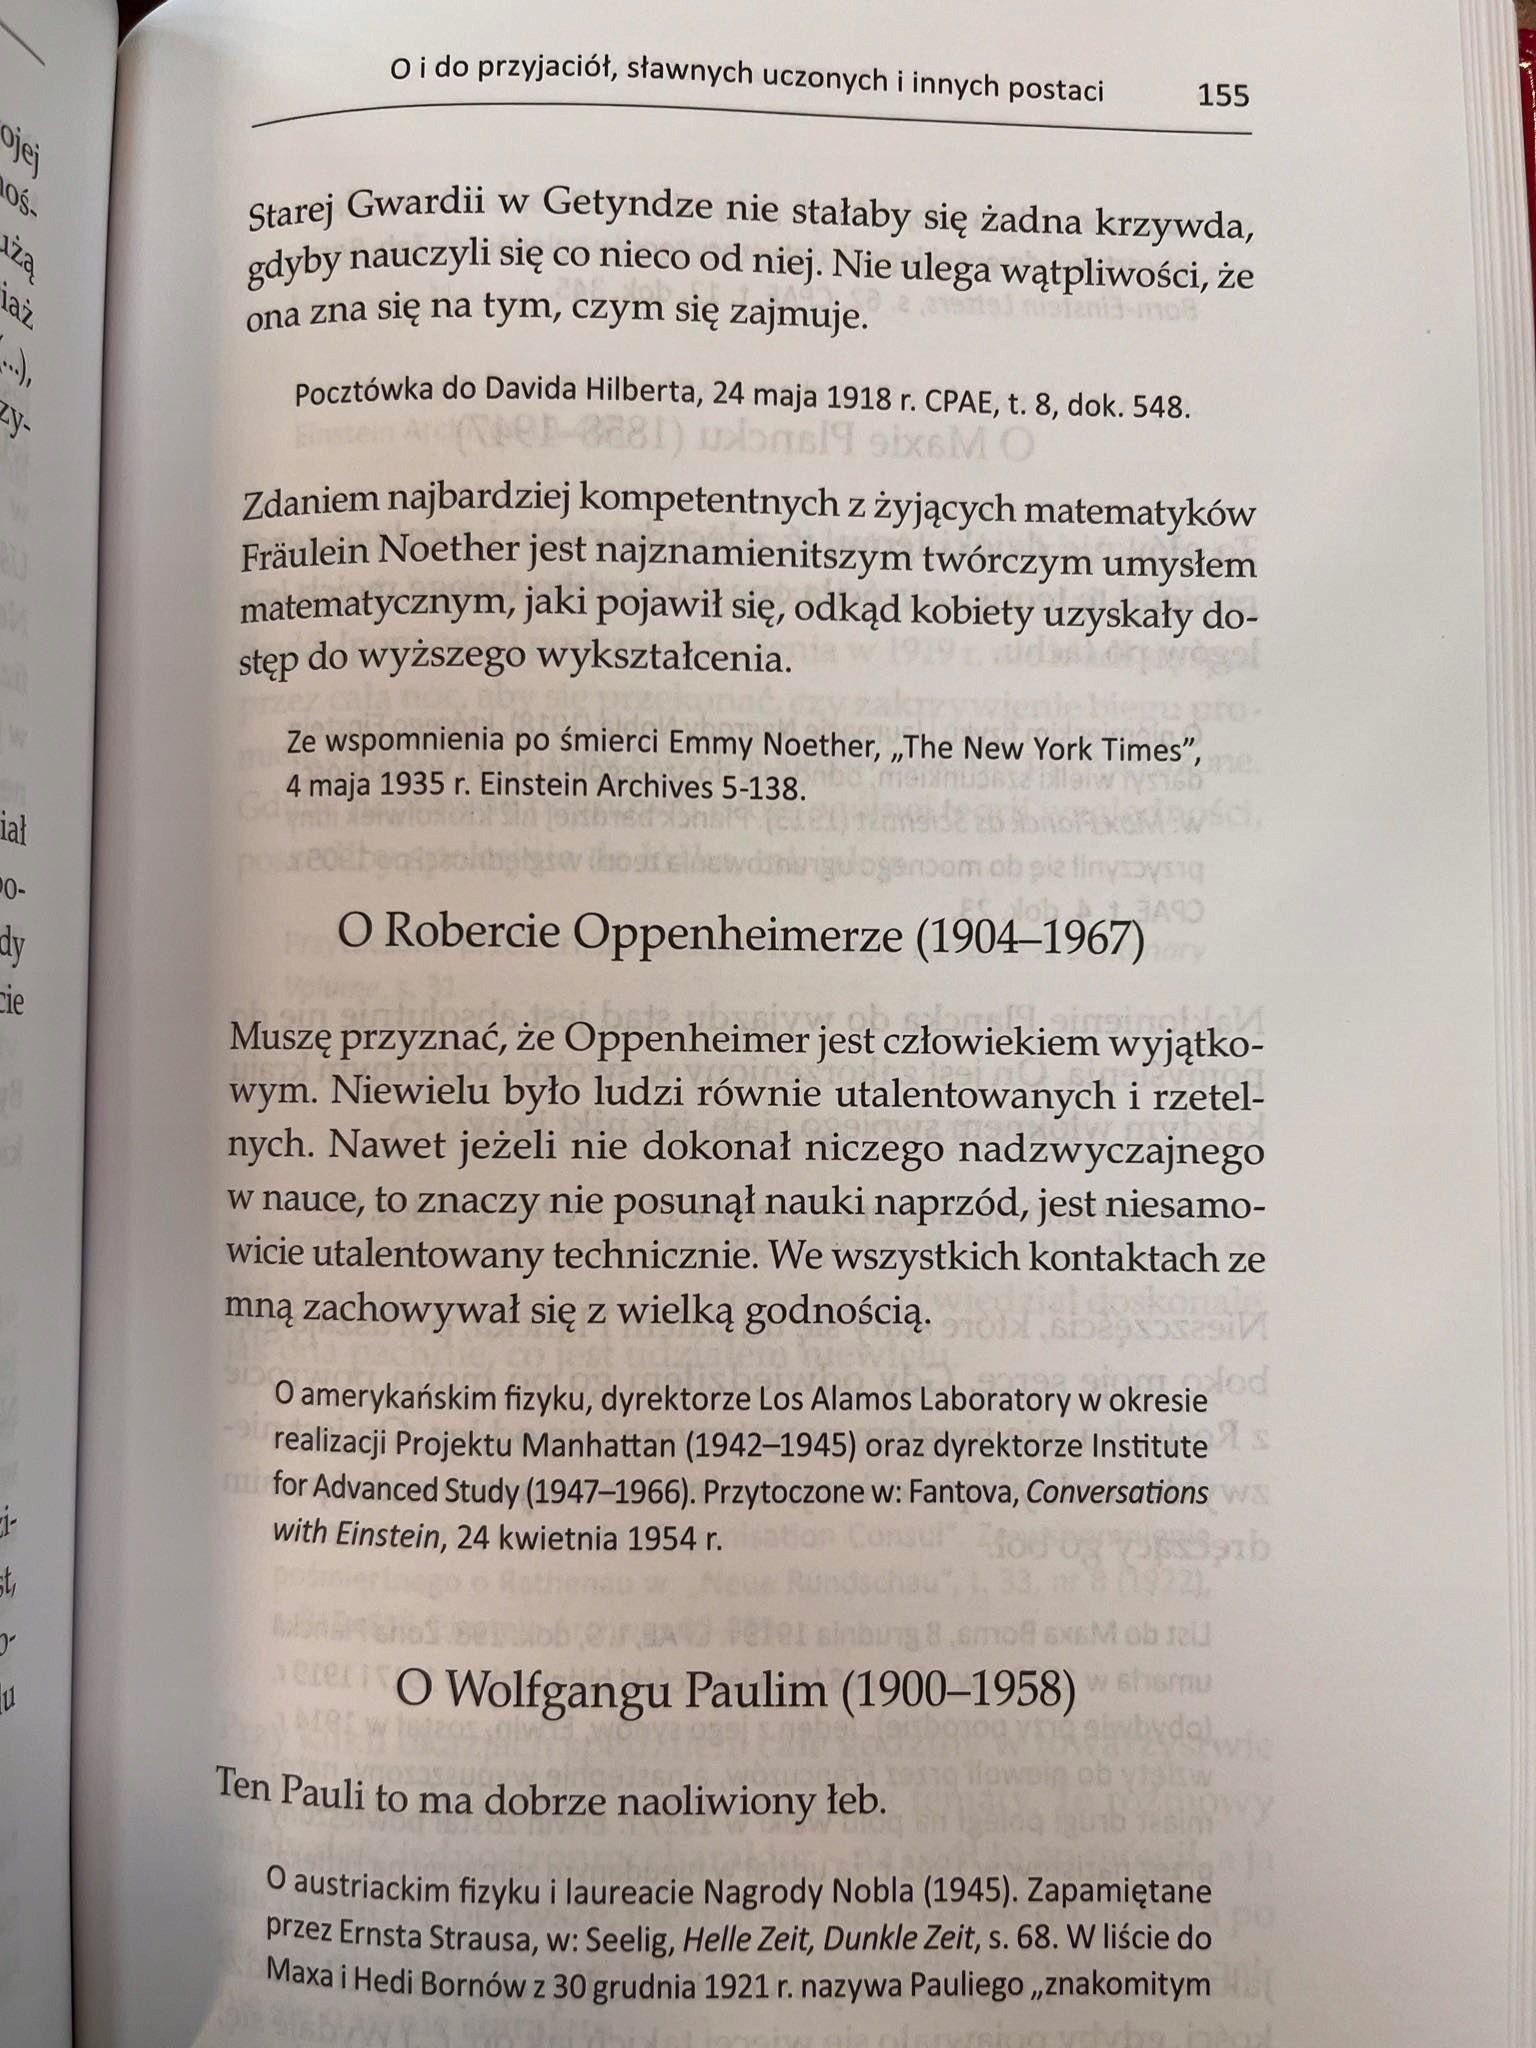 O i do przyjaciół, sławnych uczonych i innych postaci 155
Starej Gwardii w Getyndze nie stałaby się żadna krzywda,
gdyby nauczyli się co nieco od niej. Nie ulega wątpliwości, że
ona zna się na tym, czym się zajmuje.
Pocztówka do Davida Hilberta, 24 maja 1918 r. CPAE, t. 8, dok. 548.
Zdaniem najbardziej kompetentnych z żyjących matematyków
Fräulein Noether jest najznamienitszym twórczym umysłem
matematycznym, jaki pojawił się, odkąd kobiety uzyskały do-
stęp do wyższego wykształcenia.
Ze wspomnienia po śmierci Emmy Noether, „The New York Times”,
4 maja 1935 r. Einstein Archives 5-138.
O Robercie Oppenheimerze (1904–1967)
Muszę przyznać, że Oppenheimer jest człowiekiem wyjątko-
wym. Niewielu było ludzi równie utalentowanych i rzetel-
nych. Nawet jeżeli nie dokonał niczego nadzwyczajnego
w nauce, to znaczy nie posunął nauki naprzód, jest niesamo-
wicie utalentowany technicznie. We wszystkich kontaktach ze
mną zachowywał się z wielką godnością.
O amerykańskim fizyku, dyrektorze Los Alamos Laboratory w okresie
realizacji Projektu Manhattan (1942–1945) oraz dyrektorze Institute
for Advanced Study (1947–1966). Przytoczone w: Fantova, Conversations
with Einstein, 24 kwietnia 1954 r.
O Wolfgangu Paulim (1900–1958)
Ten Pauli to ma dobrze naoliwiony łeb.
O austriackim fizyku i laureacie Nagrody Nobla (1945). Zapamiętane
przez Ernsta Strausa, w: Seelig, Helle Zeit, Dunkle Zeit, s. 68. W liście do
Maxa i Hedi Bornów z 30 grudnia 1921 r. nazywa Pauliego „znakomitym